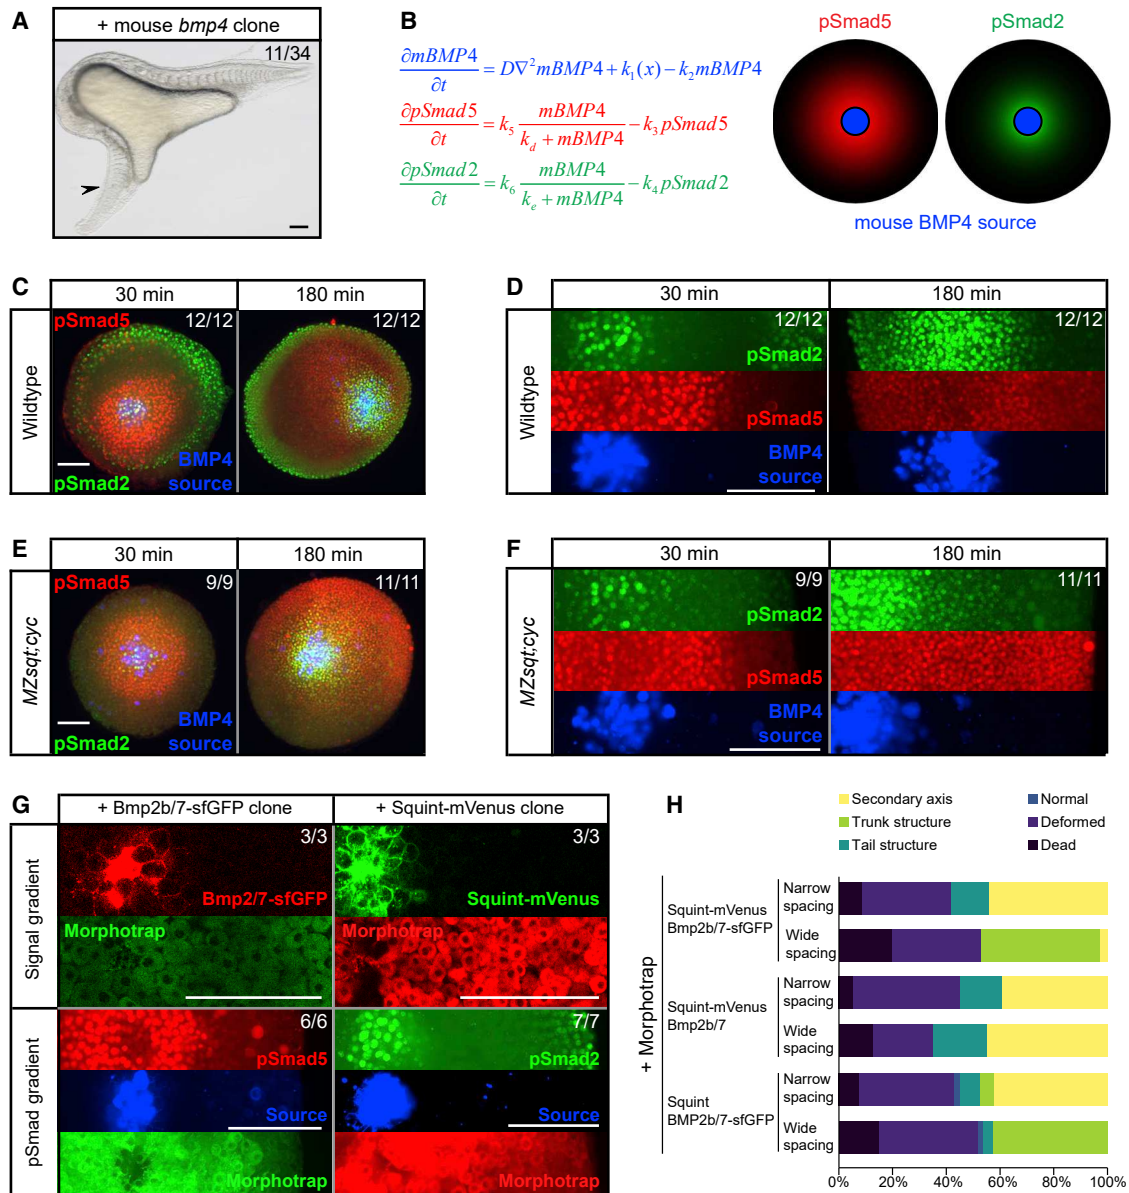 A
+ mouse bmp4 clone
11/34
B
∂mBMP4/∂t = D∇²mBMP4 + k₁(x) − k₂mBMP4
∂pSmad5/∂t = k₅ mBMP4/(k_d + mBMP4) − k₃pSmad5
∂pSmad2/∂t = k₆ mBMP4/(k_e + mBMP4) − k₄pSmad2
pSmad5
pSmad2
mouse BMP4 source
C
30 min
180 min
Wildtype
pSmad5
12/12
12/12
BMP4
source
pSmad2
D
30 min
180 min
Wildtype
12/12
12/12
pSmad2
pSmad5
BMP4
source
E
30 min
180 min
MZsqt;cyc
pSmad5
9/9
11/11
BMP4
source
pSmad2
F
30 min
180 min
MZsqt;cyc
9/9
11/11
pSmad2
pSmad5
BMP4
source
G
+ Bmp2b/7-sfGFP clone
+ Squint-mVenus clone
Signal gradient
3/3
3/3
Bmp2/7-sfGFP
Squint-mVenus
Morphotrap
Morphotrap
pSmad gradient
6/6
7/7
pSmad5
pSmad2
Source
Source
Morphotrap
Morphotrap
H
Secondary axis
Normal
Trunk structure
Deformed
Tail structure
Dead
+ Morphotrap
Squint-mVenus
Bmp2b/7-sfGFP
Narrow
spacing
Wide
spacing
Squint-mVenus
Bmp2b/7
Narrow
spacing
Wide
spacing
Squint
BMP2b/7-sfGFP
Narrow
spacing
Wide
spacing
0%
20%
40%
60%
80%
100%